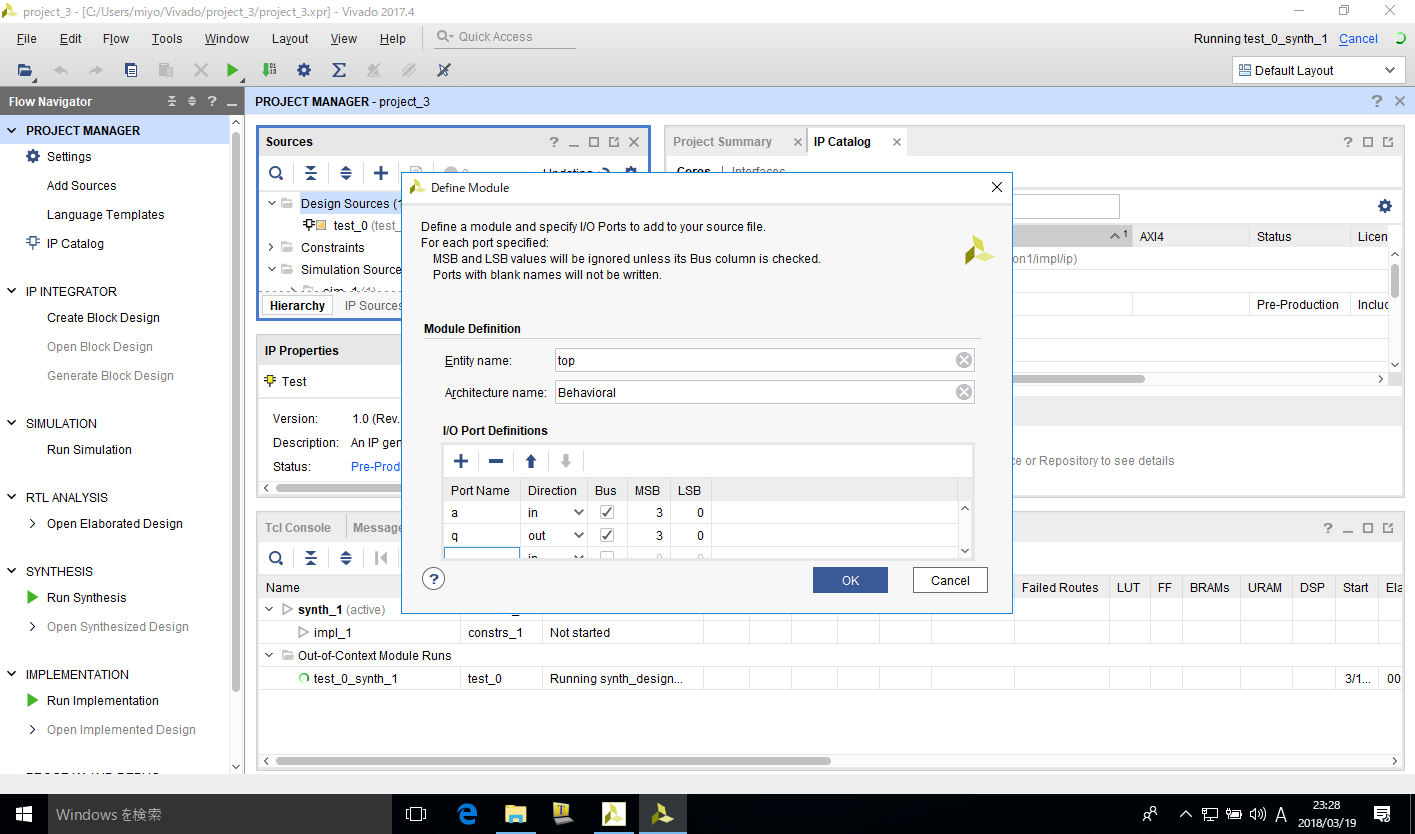 project_3 - [C:/Users/miyo/Vivado/project_3/project_3.xpr] - Vivado 2017.4
File Edit Flow Tools Window Layout View Help Quick Access
Running test_0_synth_1 Cancel
Default Layout
Flow Navigator
PROJECT MANAGER
Settings
Add Sources
Language Templates
IP Catalog
IP INTEGRATOR
Create Block Design
Open Block Design
Generate Block Design
SIMULATION
Run Simulation
RTL ANALYSIS
Open Elaborated Design
SYNTHESIS
Run Synthesis
Open Synthesized Design
IMPLEMENTATION
Run Implementation
Open Implemented Design
PROJECT MANAGER - project_3
Sources
Design Sources (1
test_0 (test_
Constraints
Simulation Source
Hierarchy IP Sources
IP Properties
Test
Version: 1.0 (Rev.
Description: An IP gen
Status: Pre-Prod
Project Summary IP Catalog
1 AXI4 Status Licen
on1/impl/ip)
Pre-Production Includ
ce or Repository to see details
Define Module
Define a module and specify I/O Ports to add to your source file.
For each port specified:
MSB and LSB values will be ignored unless its Bus column is checked.
Ports with blank names will not be written.
Module Definition
Entity name: top
Architecture name: Behavioral
I/O Port Definitions
Port Name Direction Bus MSB LSB
a in 3 0
q out 3 0
OK Cancel
Tcl Console Message
Name Failed Routes LUT FF BRAMs URAM DSP Start Ela
synth_1 (active)
impl_1 constrs_1 Not started
Out-of-Context Module Runs
test_0_synth_1 test_0 Running synth_design... 3/1... 00
Windows を検索
A
23:28
2018/03/19